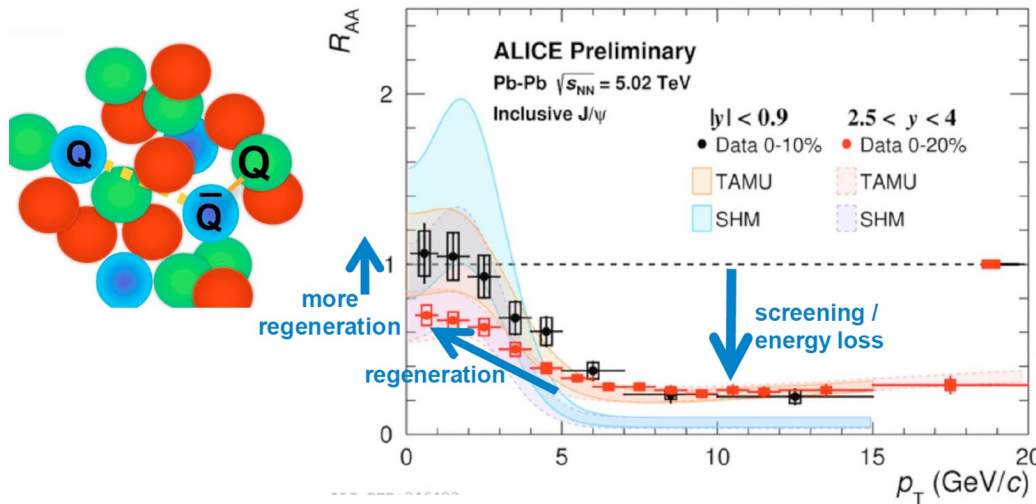 Q
Q
Q̄
R_AA
2
1
0
ALICE Preliminary
Pb-Pb √s_NN = 5.02 TeV
Inclusive J/ψ
|y| < 0.9
2.5 < y < 4
Data 0-10%
Data 0-20%
TAMU
TAMU
SHM
SHM
more
regeneration
regeneration
screening /
energy loss
0
5
10
15
20
p_T (GeV/c)